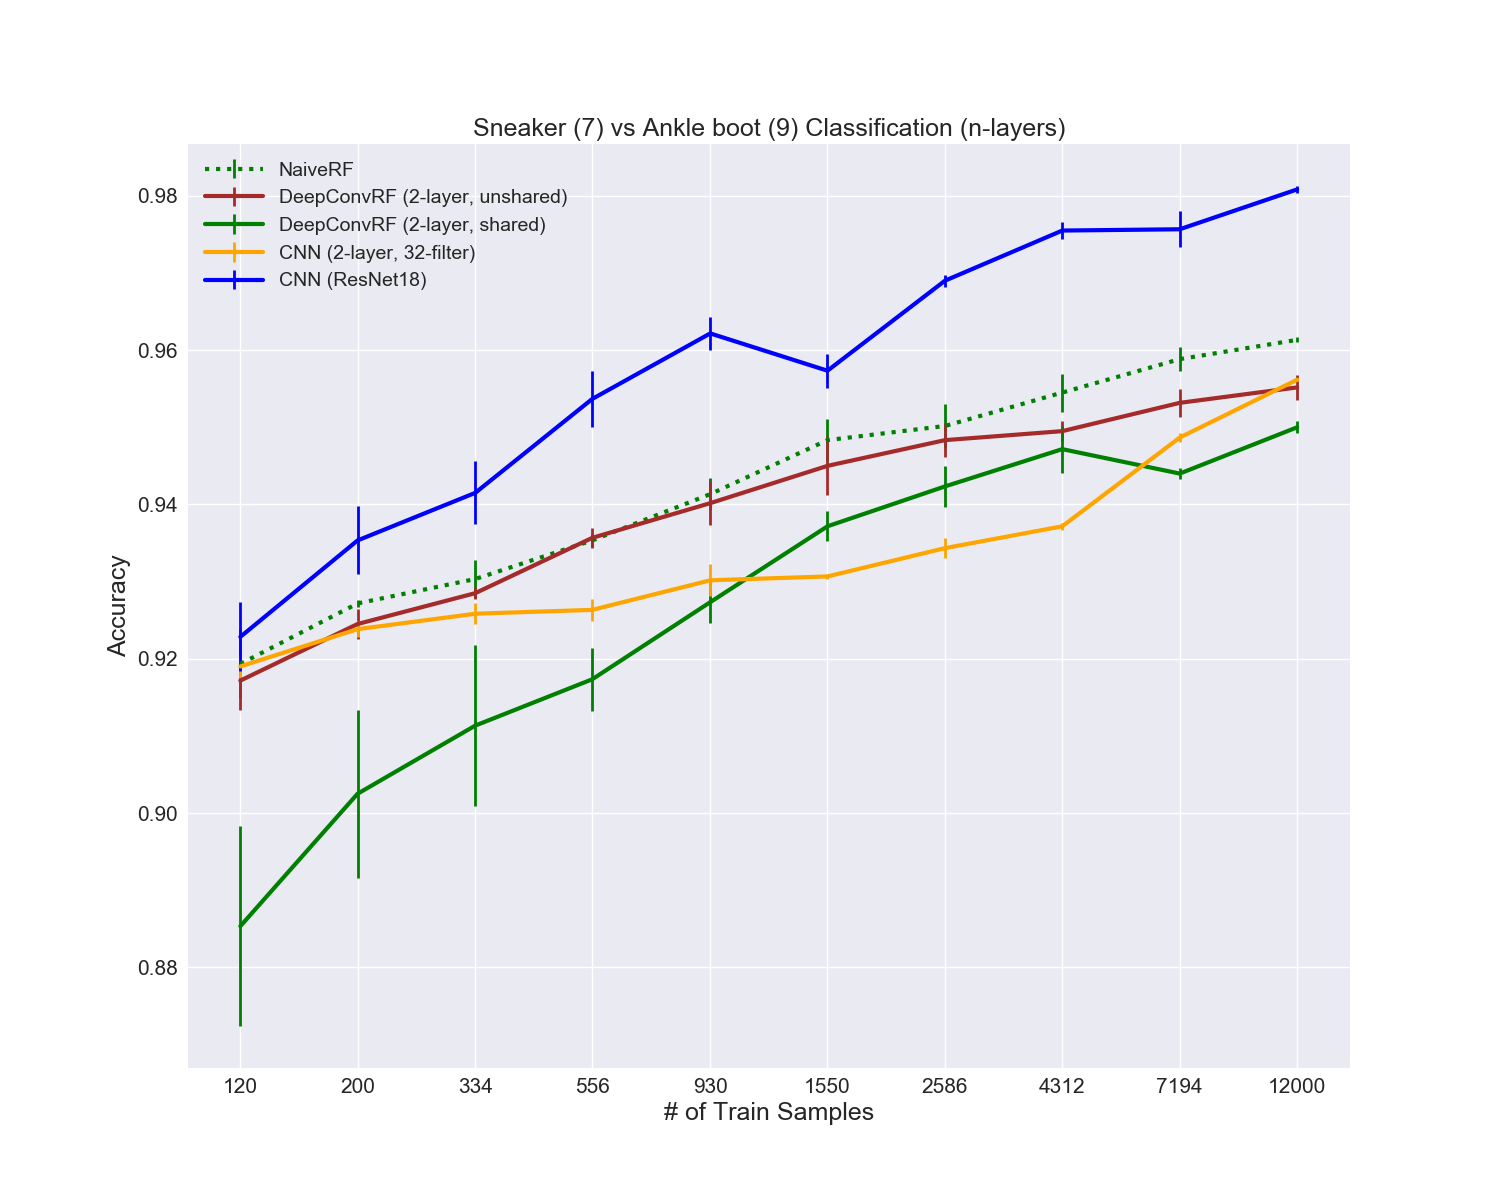 Sneaker (7) vs Ankle boot (9) Classification (n-layers)
NaiveRF
DeepConvRF (2-layer, unshared)
DeepConvRF (2-layer, shared)
CNN (2-layer, 32-filter)
CNN (ResNet18)
0.98
0.96
0.94
0.92
0.90
0.88
Accuracy
120 200 334 556 930 1550 2586 4312 7194 12000
# of Train Samples